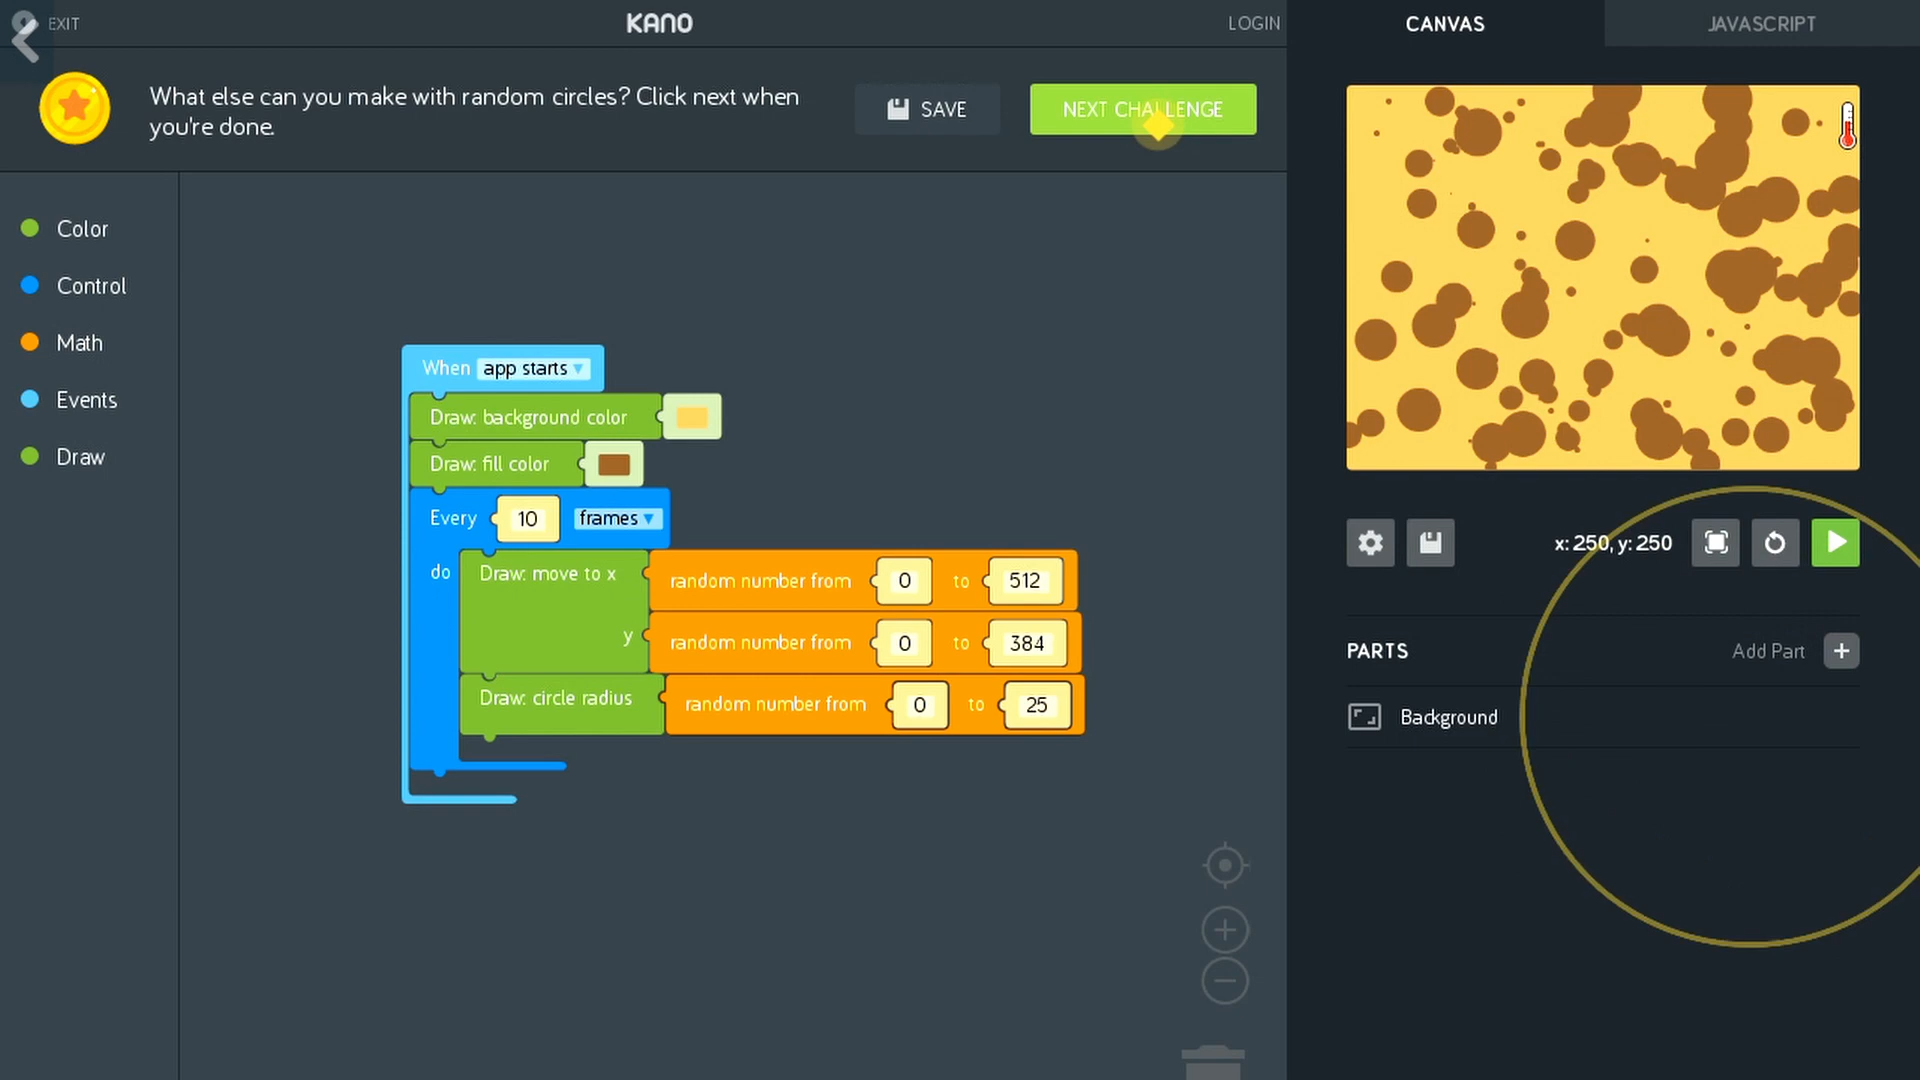 EXIT
KANO
LOGIN
CANVAS
JAVASCRIPT
What else can you make with random circles? Click next when
you're done.
SAVE
NEXT CHALLENGE
Color
Control
Math
Events
Draw
When app starts
Draw: background color
Draw: fill color
Every 10 frames
do Draw: move to x random number from 0 to 512
y random number from 0 to 384
Draw: circle radius random number from 0 to 25
x: 250, y: 250
PARTS
Add Part
Background